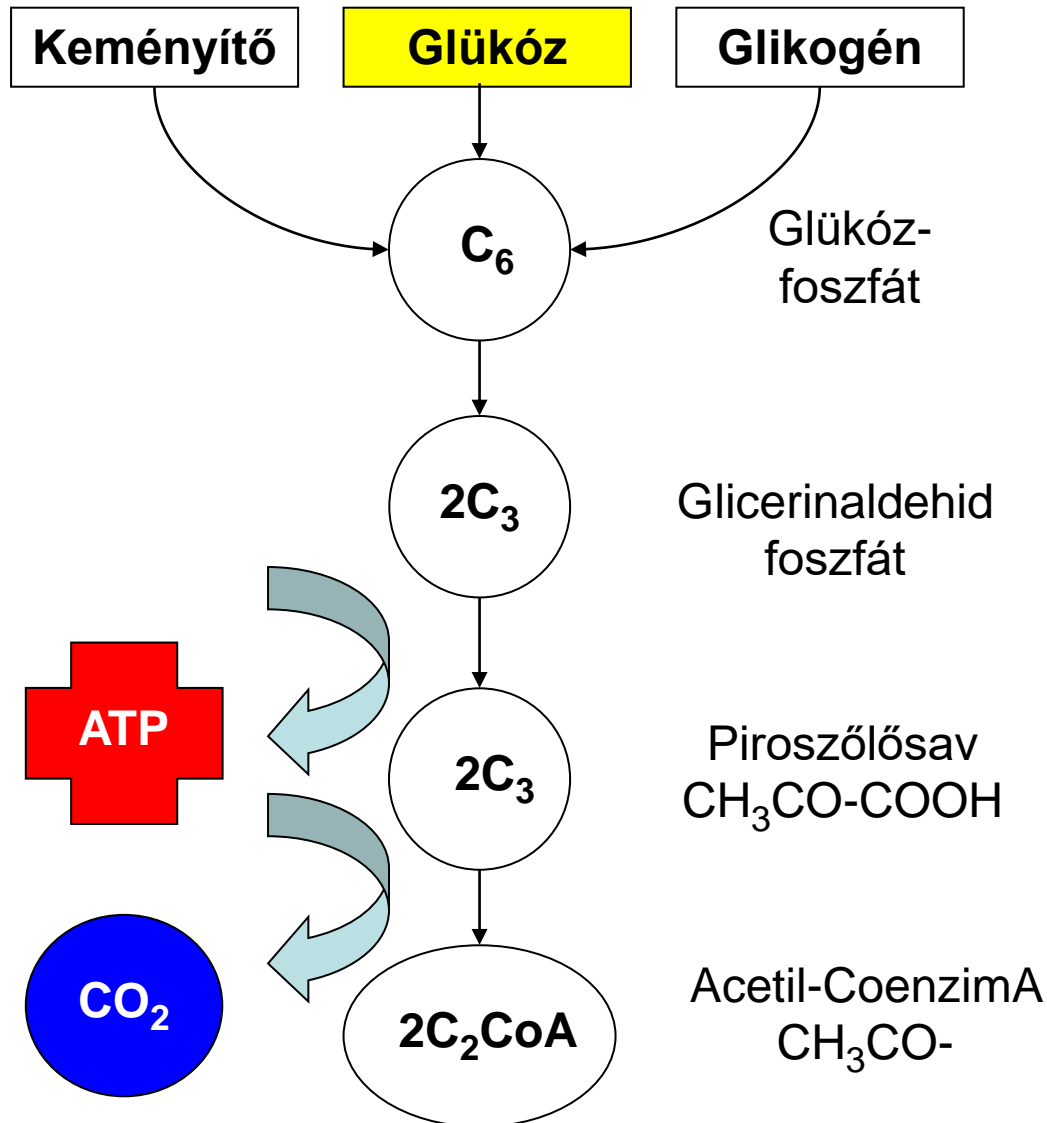 Keményítő
Glükóz
Glikogén
C₆
Glükóz-
foszfát
2C₃
Glicerinaldehid
foszfát
ATP
2C₃
Piroszőlősav
CH₃CO-COOH
CO₂
2C₂CoA
Acetil-CoenzimA
CH₃CO-